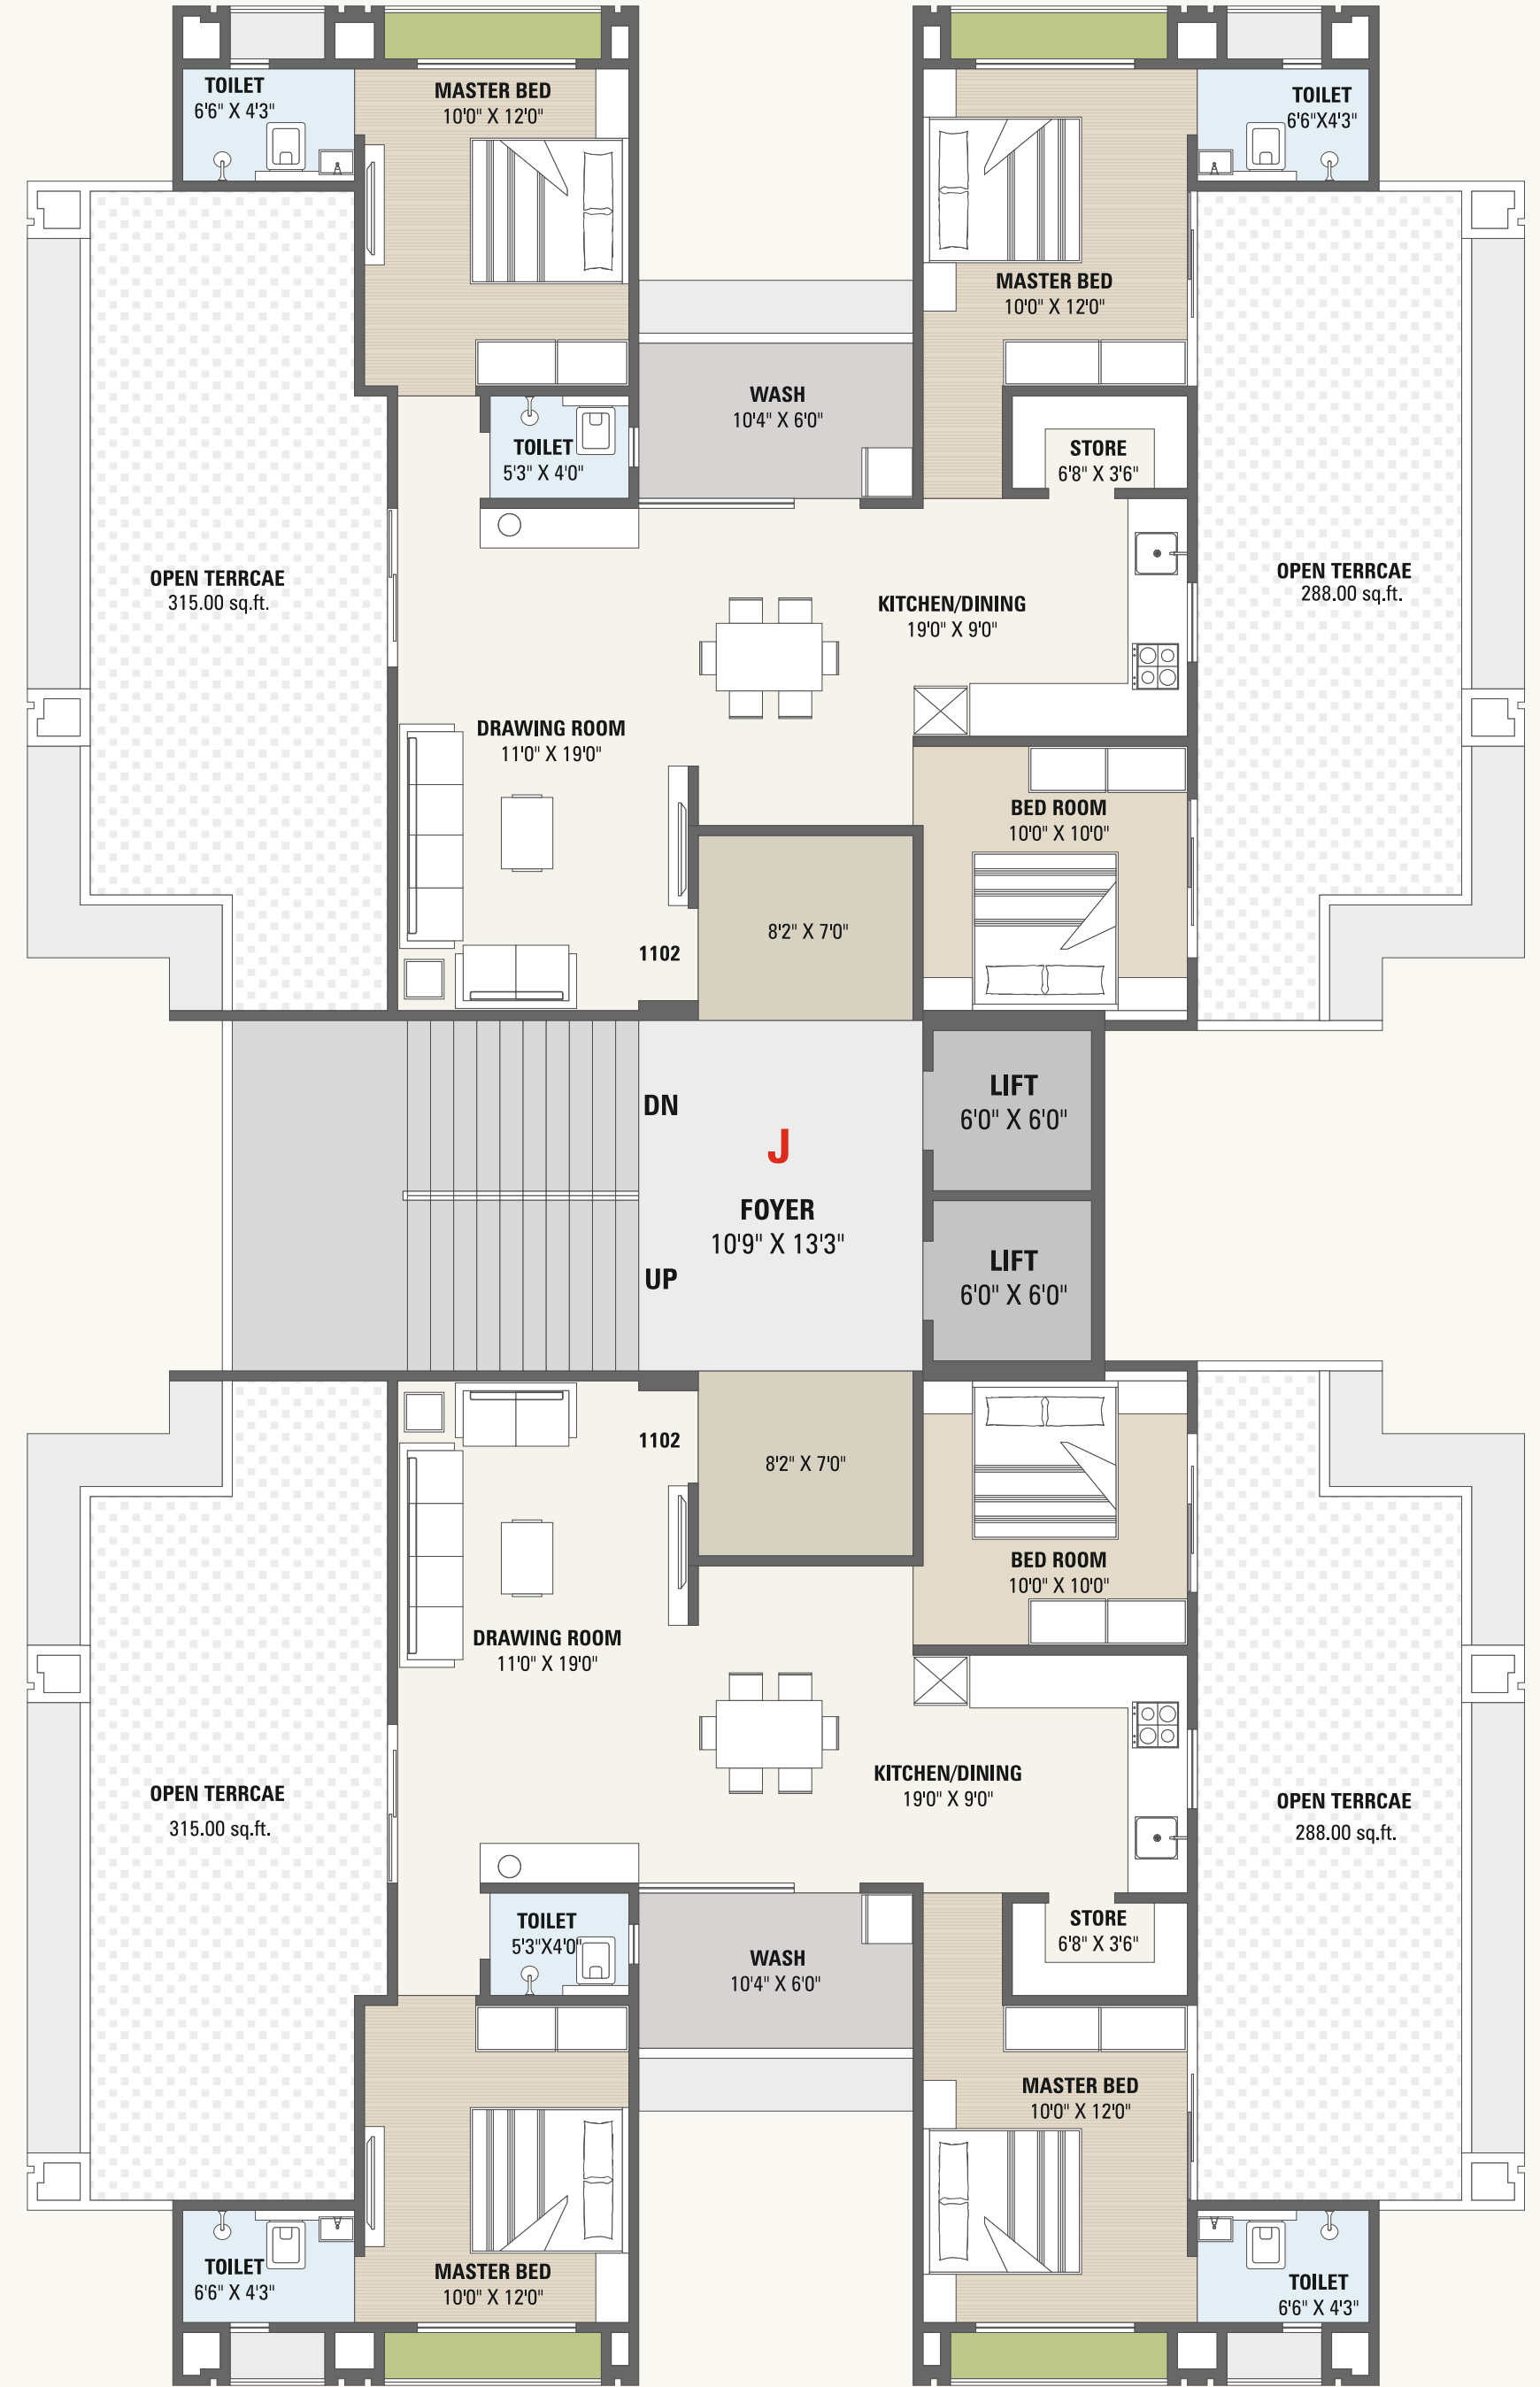 TOILET
6'6" X 4'3"
MASTER BED
10'0" X 12'0"
TOILET
6'6"X4'3"
MASTER BED
10'0" X 12'0"
WASH
10'4" X 6'0"
TOILET
5'3" X 4'0"
STORE
6'8" X 3'6"
OPEN TERRCAE
315.00 sq.ft.
OPEN TERRCAE
288.00 sq.ft.
KITCHEN/DINING
19'0" X 9'0"
DRAWING ROOM
11'0" X 19'0"
BED ROOM
10'0" X 10'0"
8'2" X 7'0"
1102
LIFT
6'0" X 6'0"
DN
J
FOYER
10'9" X 13'3"
UP
LIFT
6'0" X 6'0"
1102
8'2" X 7'0"
BED ROOM
10'0" X 10'0"
DRAWING ROOM
11'0" X 19'0"
KITCHEN/DINING
19'0" X 9'0"
OPEN TERRCAE
315.00 sq.ft.
OPEN TERRCAE
288.00 sq.ft.
TOILET
5'3"X4'0"
STORE
6'8" X 3'6"
WASH
10'4" X 6'0"
MASTER BED
10'0" X 12'0"
TOILET
6'6" X 4'3"
MASTER BED
10'0" X 12'0"
TOILET
6'6" X 4'3"